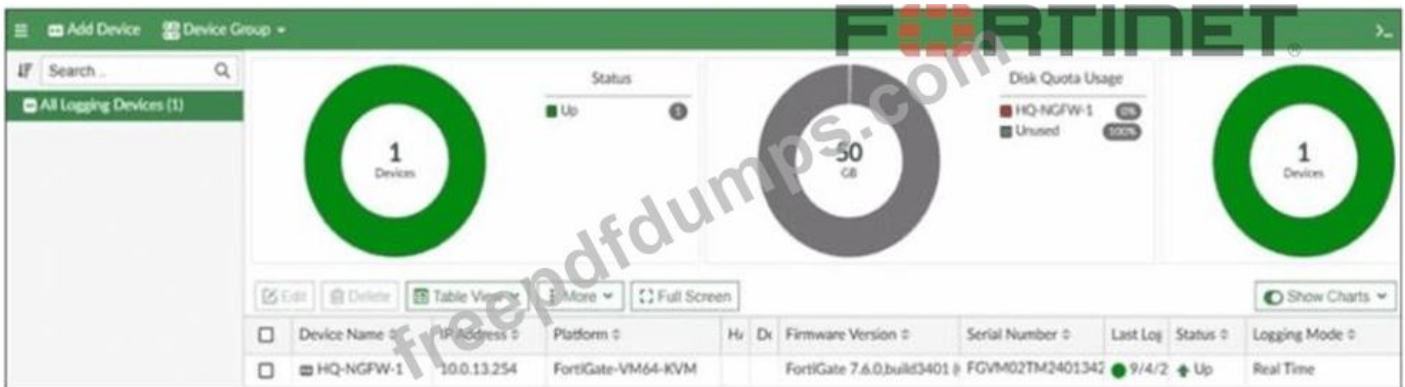 FORTINET
Add Device Device Group
>_
Search...
All Logging Devices (1)
1
Devices
Status
Up 1
50
GB
Disk Quota Usage
HQ-NGFW-1 0%
Unused 100%
1
Devices
freepdfdumps.com
Edit Delete Table View More Full Screen Show Charts
Device Name IP Address Platform Firmware Version Serial Number Last Log Status Logging Mode
HQ-NGFW-1 10.0.13.254 FortiGate-VM64-KVM FortiGate 7.6.0,build3401 FGVM02TM2401342 9/4/2 Up Real Time